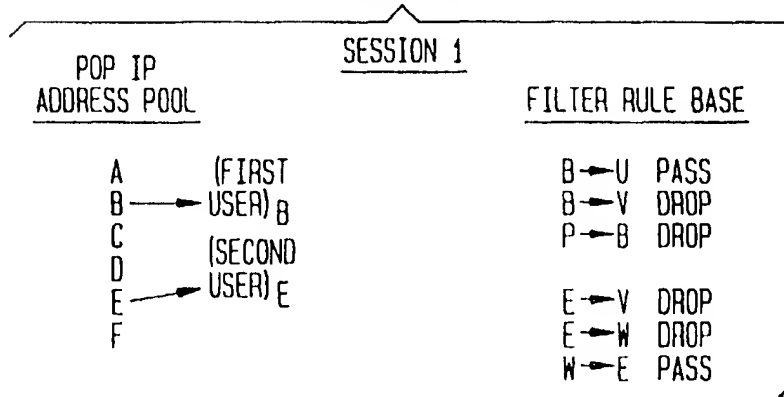 SESSION 1
POP IP
ADDRESS POOL
A
B → (FIRST USER) B
C
D
E → (SECOND USER) E
F
FILTER RULE BASE
B→U PASS
B→V DROP
P→B DROP
E→V DROP
E→W DROP
W→E PASS